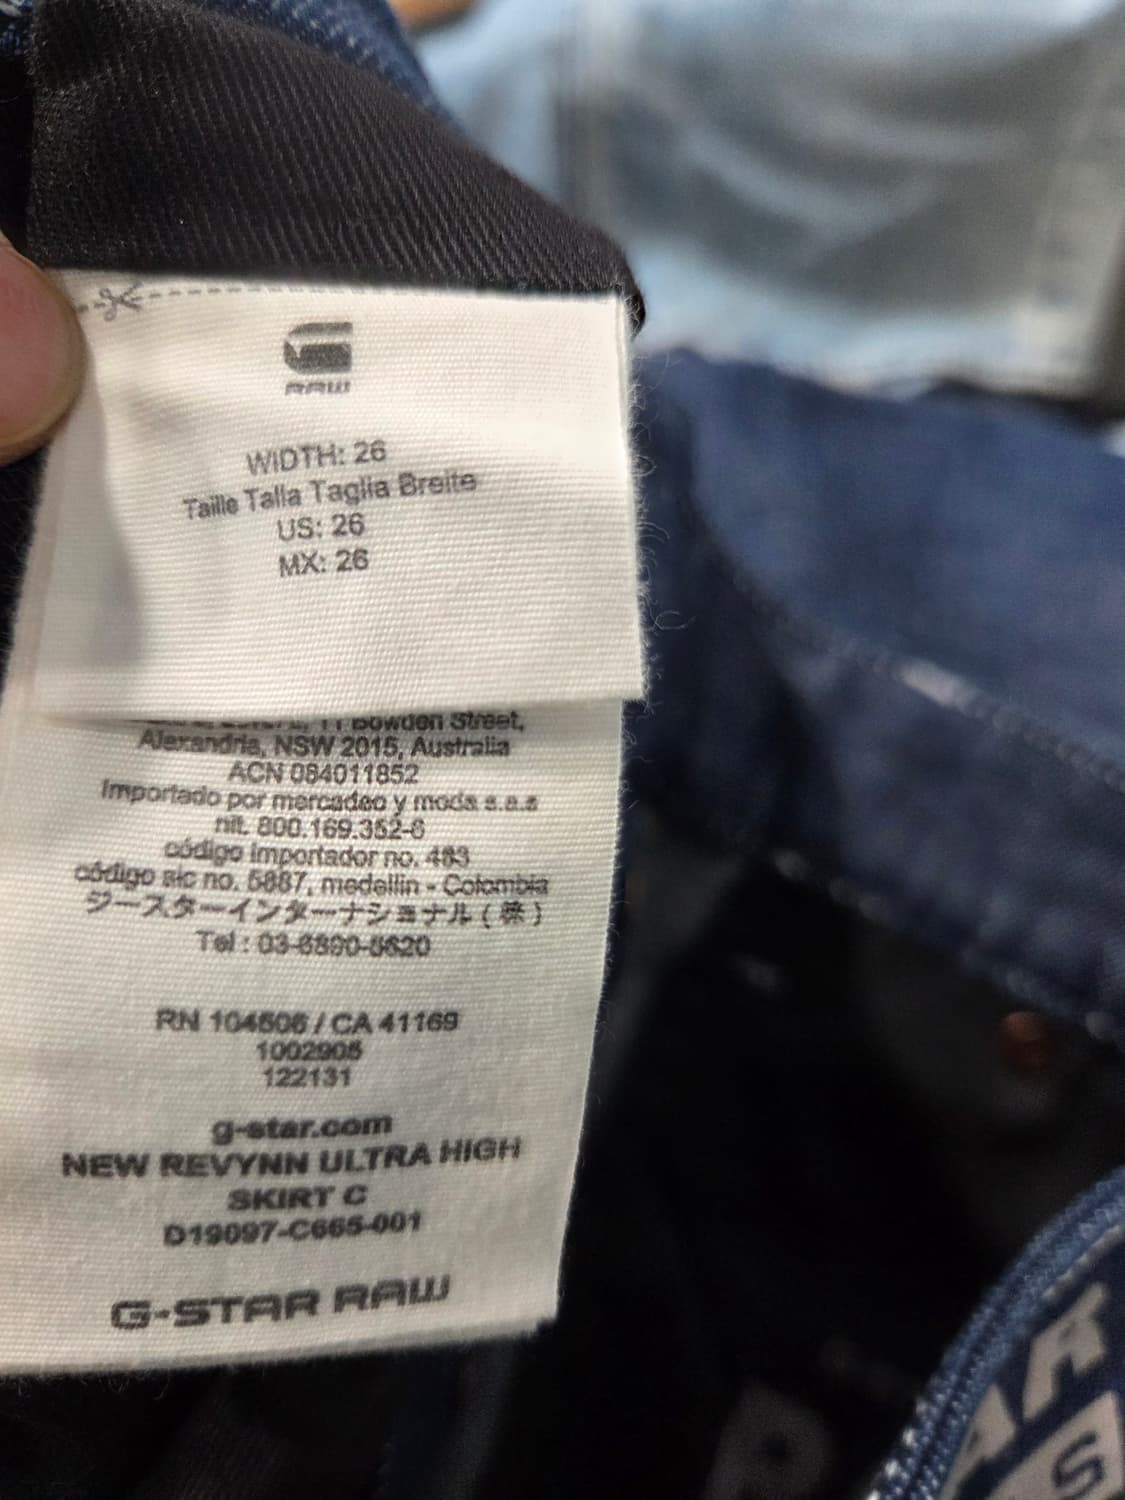 RAW
WIDTH: 26
Taille Talla Taglia Breite
US: 26
MX: 26
11 Bowden Street,
Alexandria, NSW 2015, Australia
ACN 084011852
Importado por mercadeo y moda s.a.s
nit. 800.169.352-6
código importador no. 463
código sic no. 5887, medellin - Colombia
ジースターインターナショナル ( 株 )
Tel : 03-6890-5620
RN 104506 / CA 41169
1002905
122131
g-star.com
NEW REVYNN ULTRA HIGH
SKIRT C
D19097-C665-001
G-STAR RAW
AR
S
R